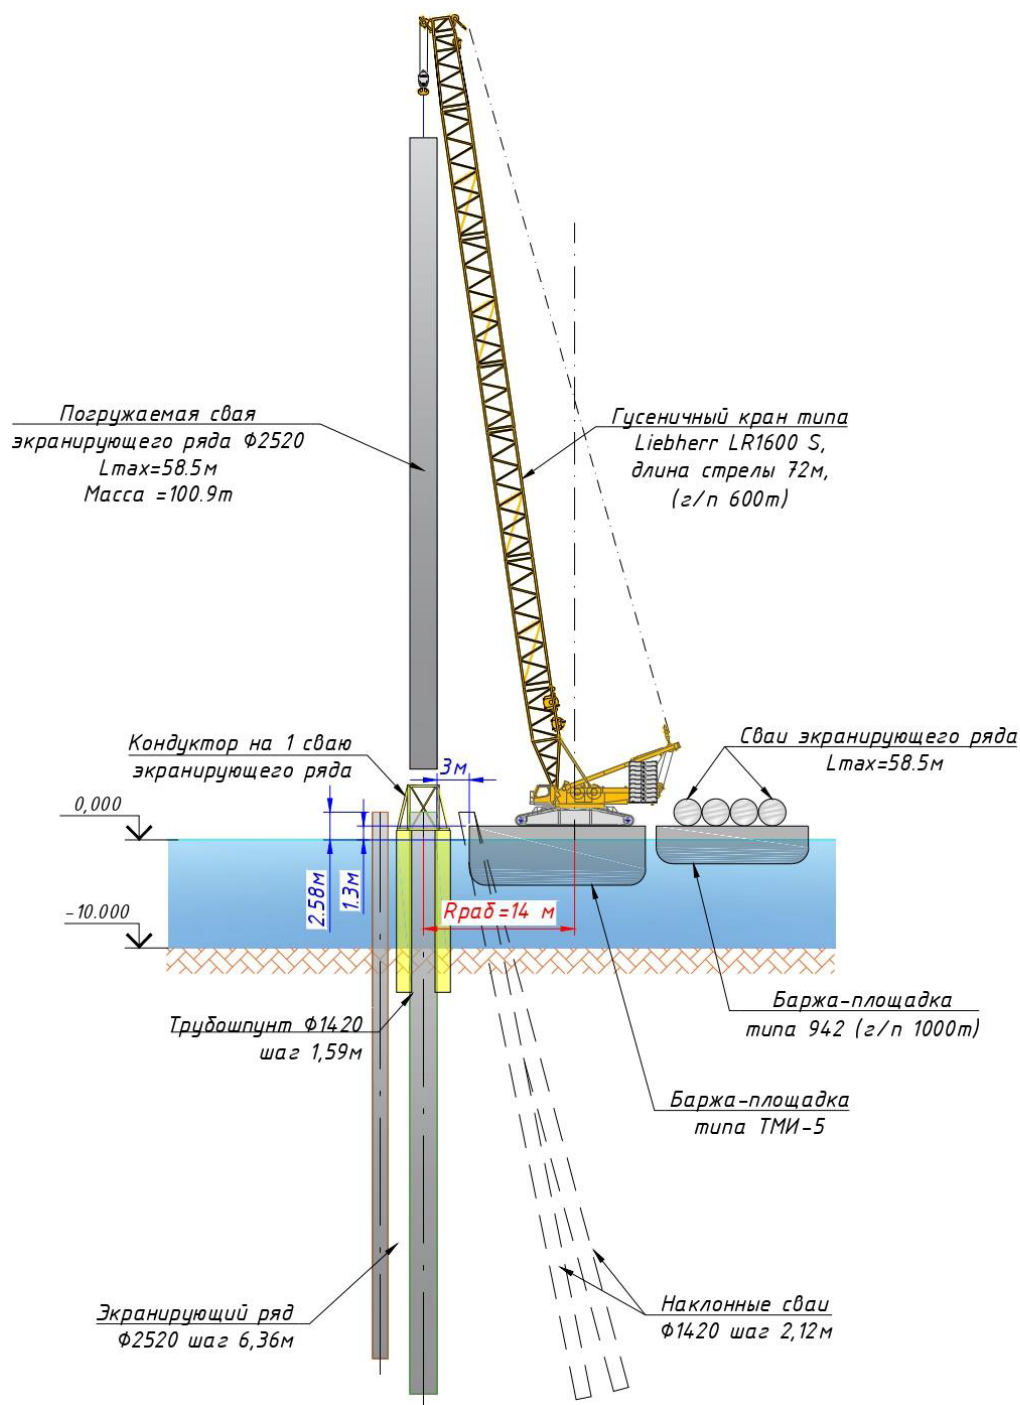 Погружаемая свая
экранирующего ряда Ф2520
Lmax=58.5м
Масса =100.9т
Гусеничный кран типа
Liebherr LR1600 S,
длина стрелы 72м,
(г/п 600т)
Кондуктор на 1 сваю
экранирующего ряда
3м
Сваи экранирующего ряда
Lmax=58.5м
0,000
2.58м
1.3м
Rраб=14 м
-10.000
Трубошпунт Ф1420
шаг 1,59м
Баржа-площадка
типа 942 (г/п 1000т)
Баржа-площадка
типа ТМИ-5
Экранирующий ряд
Ф2520 шаг 6,36м
Наклонные сваи
Ф1420 шаг 2,12м